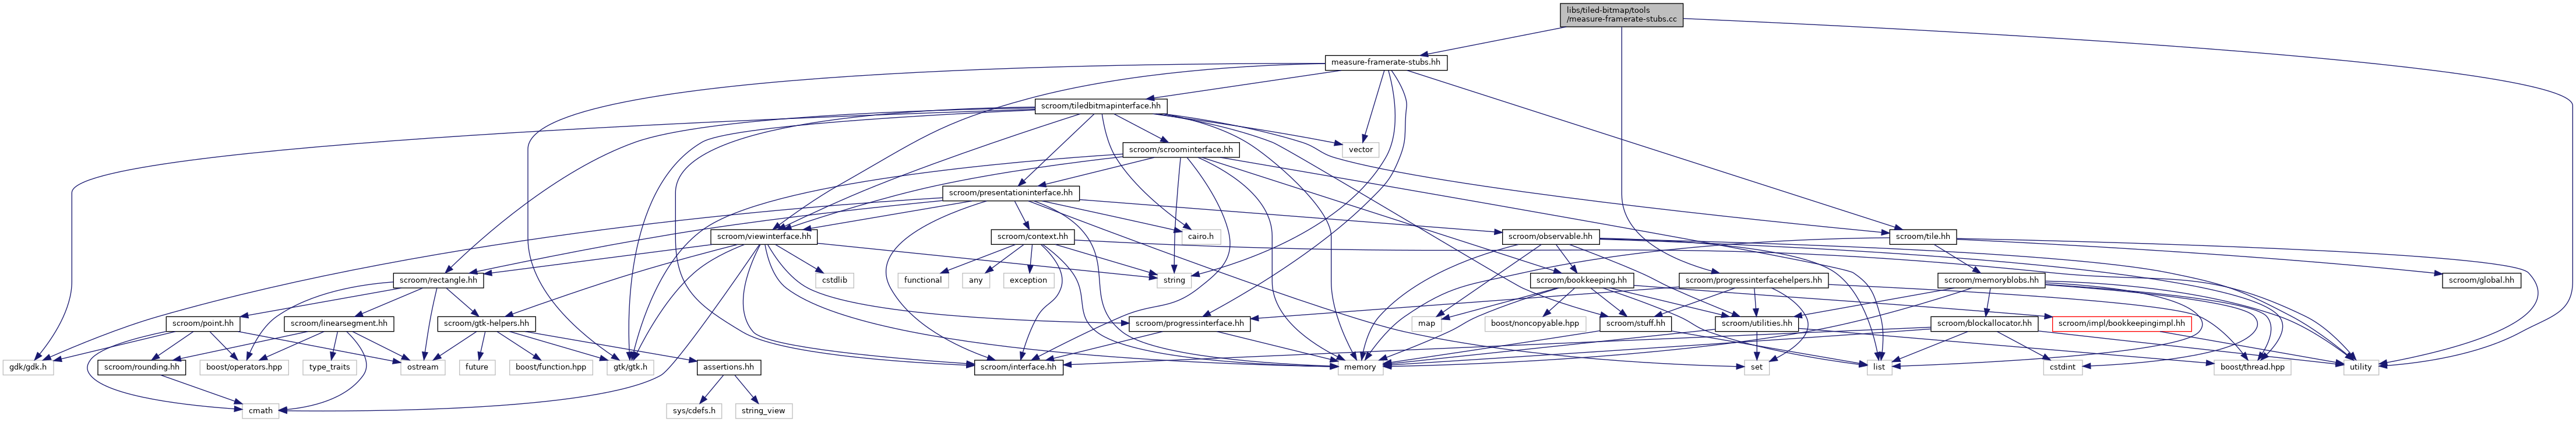 libs/tiled-bitmap/tools
/measure-framerate-stubs.cc
measure-framerate-stubs.hh
scroom/tiledbitmapinterface.hh
scroom/scroominterface.hh
vector
scroom/presentationinterface.hh
scroom/viewinterface.hh
scroom/context.hh
cairo.h
scroom/observable.hh
scroom/tile.hh
scroom/rectangle.hh
cstdlib
functional
any
exception
string
scroom/bookkeeping.hh
scroom/progressinterfacehelpers.hh
scroom/memoryblobs.hh
scroom/global.hh
scroom/point.hh
scroom/linearsegment.hh
scroom/gtk-helpers.hh
scroom/progressinterface.hh
map
boost/noncopyable.hpp
scroom/stuff.hh
scroom/utilities.hh
scroom/blockallocator.hh
scroom/impl/bookkeepingimpl.hh
gdk/gdk.h
scroom/rounding.hh
boost/operators.hpp
type_traits
ostream
future
boost/function.hpp
gtk/gtk.h
assertions.hh
scroom/interface.hh
memory
set
list
cstdint
boost/thread.hpp
utility
cmath
sys/cdefs.h
string_view